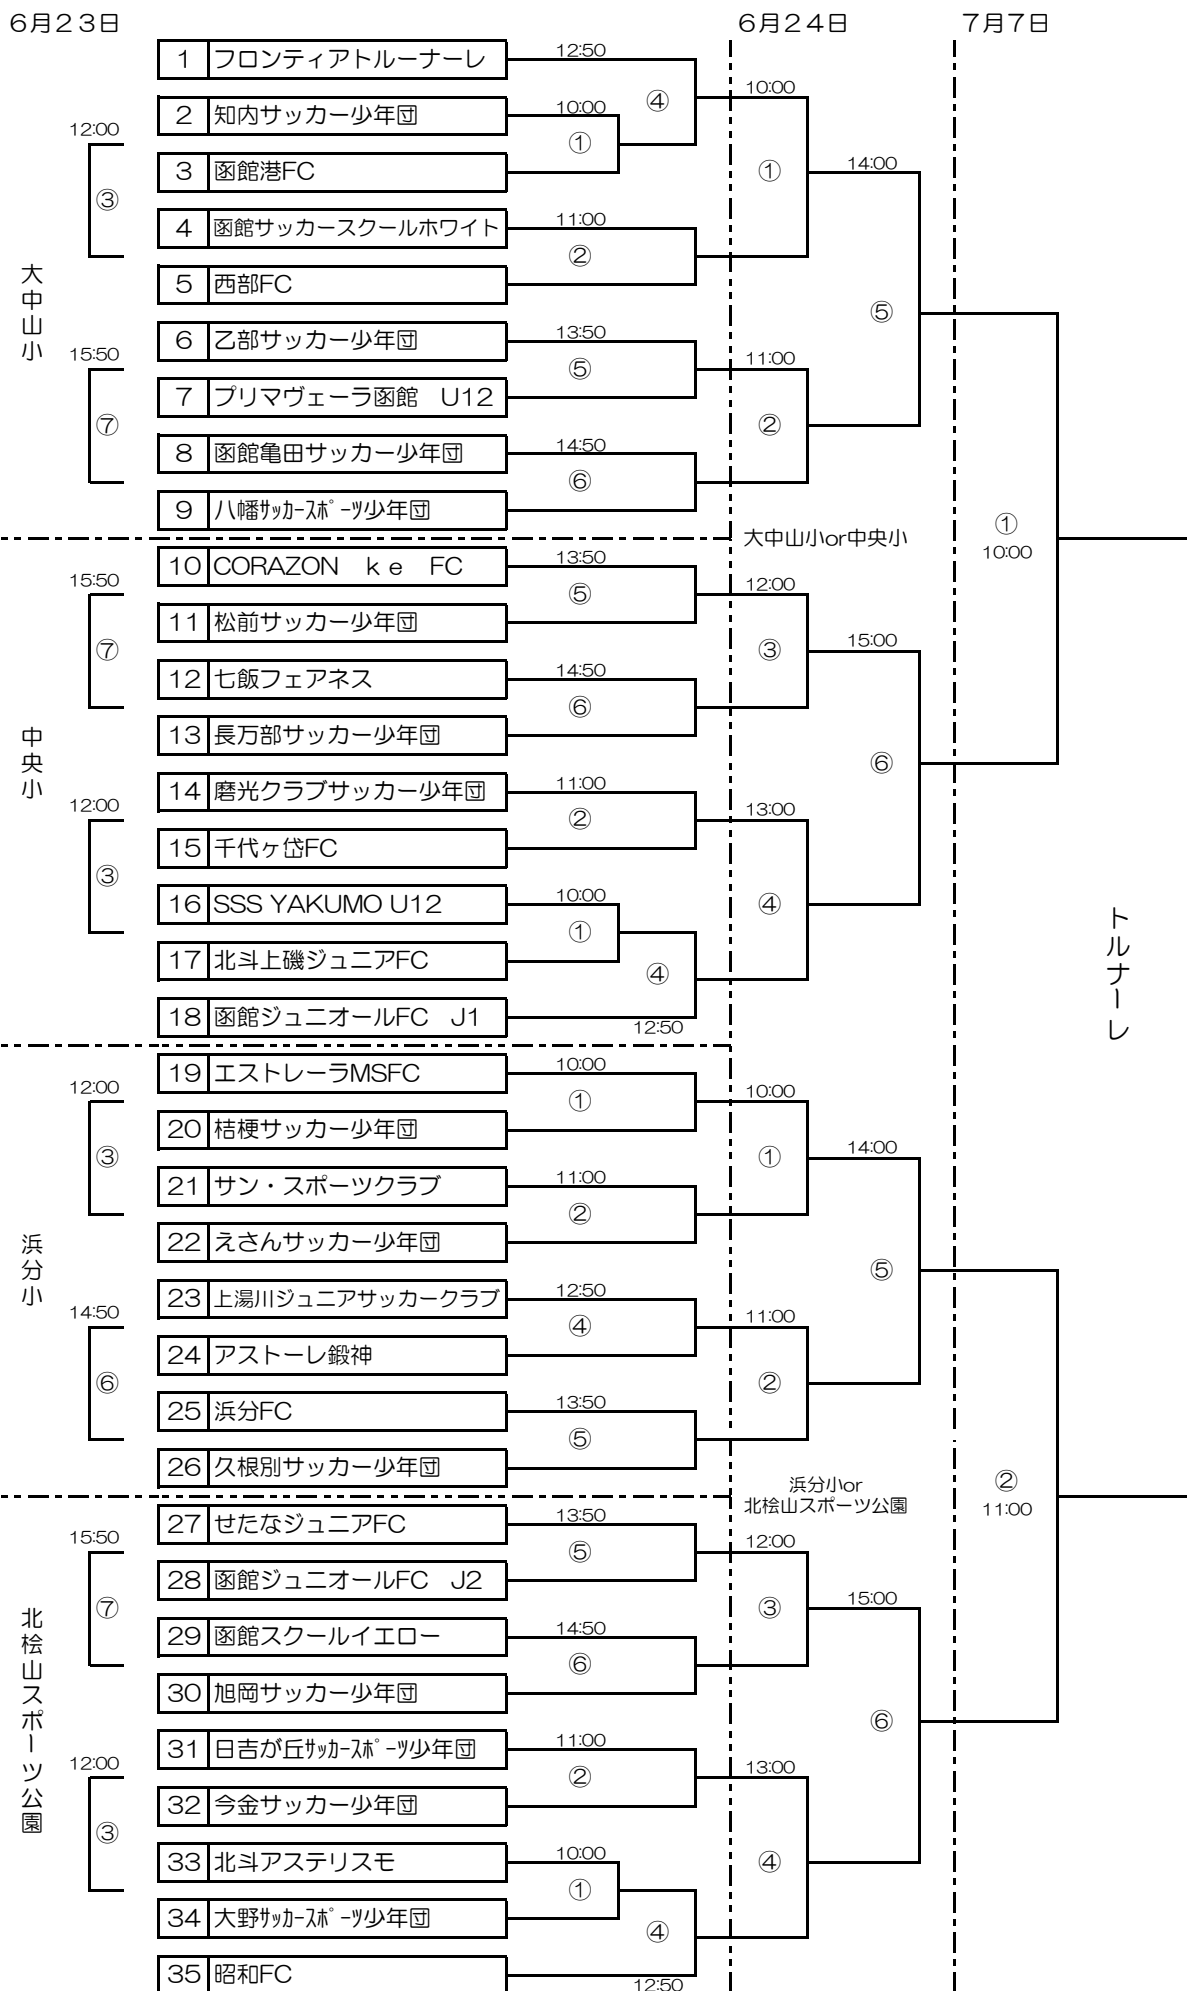 6月23日
6月24日
7月7日
1 フロンティアトルーナーレ
12:50
10:00
2 知内サッカー少年団
10:00
④
12:00
①
3 函館港FC
①
14:00
③
4 函館サッカースクールホワイト
11:00
②
5 西部FC
大中山小
⑤
6 乙部サッカー少年団
13:50
15:50
⑤
11:00
7 プリマヴェーラ函館 U12
⑦
②
8 函館亀田サッカー少年団
14:50
⑥
9 八幡ｻｯｶｰｽﾎﾟｰﾂ少年団
①
大中山小or中央小
10:00
10 CORAZON ke FC
13:50
15:50
⑤
12:00
11 松前サッカー少年団
⑦
③
15:00
12 七飯フェアネス
14:50
⑥
13 長万部サッカー少年団
中央小
⑥
14 磨光クラブサッカー少年団
11:00
12:00
②
13:00
15 千代ヶ岱FC
③
16 SSS YAKUMO U12
10:00
④
①
17 北斗上磯ジュニアFC
④
トルナーレ
18 函館ジュニオールFC J1
12:50
19 エストレーラMSFC
10:00
12:00
①
10:00
20 桔梗サッカー少年団
③
①
14:00
21 サン・スポーツクラブ
11:00
②
22 えさんサッカー少年団
浜分小
⑤
23 上湯川ジュニアサッカークラブ
12:50
14:50
④
11:00
24 アストーレ鍛神
⑥
②
25 浜分FC
13:50
⑤
26 久根別サッカー少年団
②
浜分小or
北桧山スポーツ公園
11:00
27 せたなジュニアFC
13:50
15:50
⑤
12:00
28 函館ジュニオールFC J2
⑦
③
15:00
29 函館スクールイエロー
14:50
⑥
30 旭岡サッカー少年団
北桧山スポーツ公園
⑥
31 日吉が丘ｻｯｶｰｽﾎﾟｰﾂ少年団
11:00
12:00
②
13:00
32 今金サッカー少年団
③
33 北斗アステリスモ
10:00
④
①
34 大野ｻｯｶｰｽﾎﾟｰﾂ少年団
④
35 昭和FC
12:50